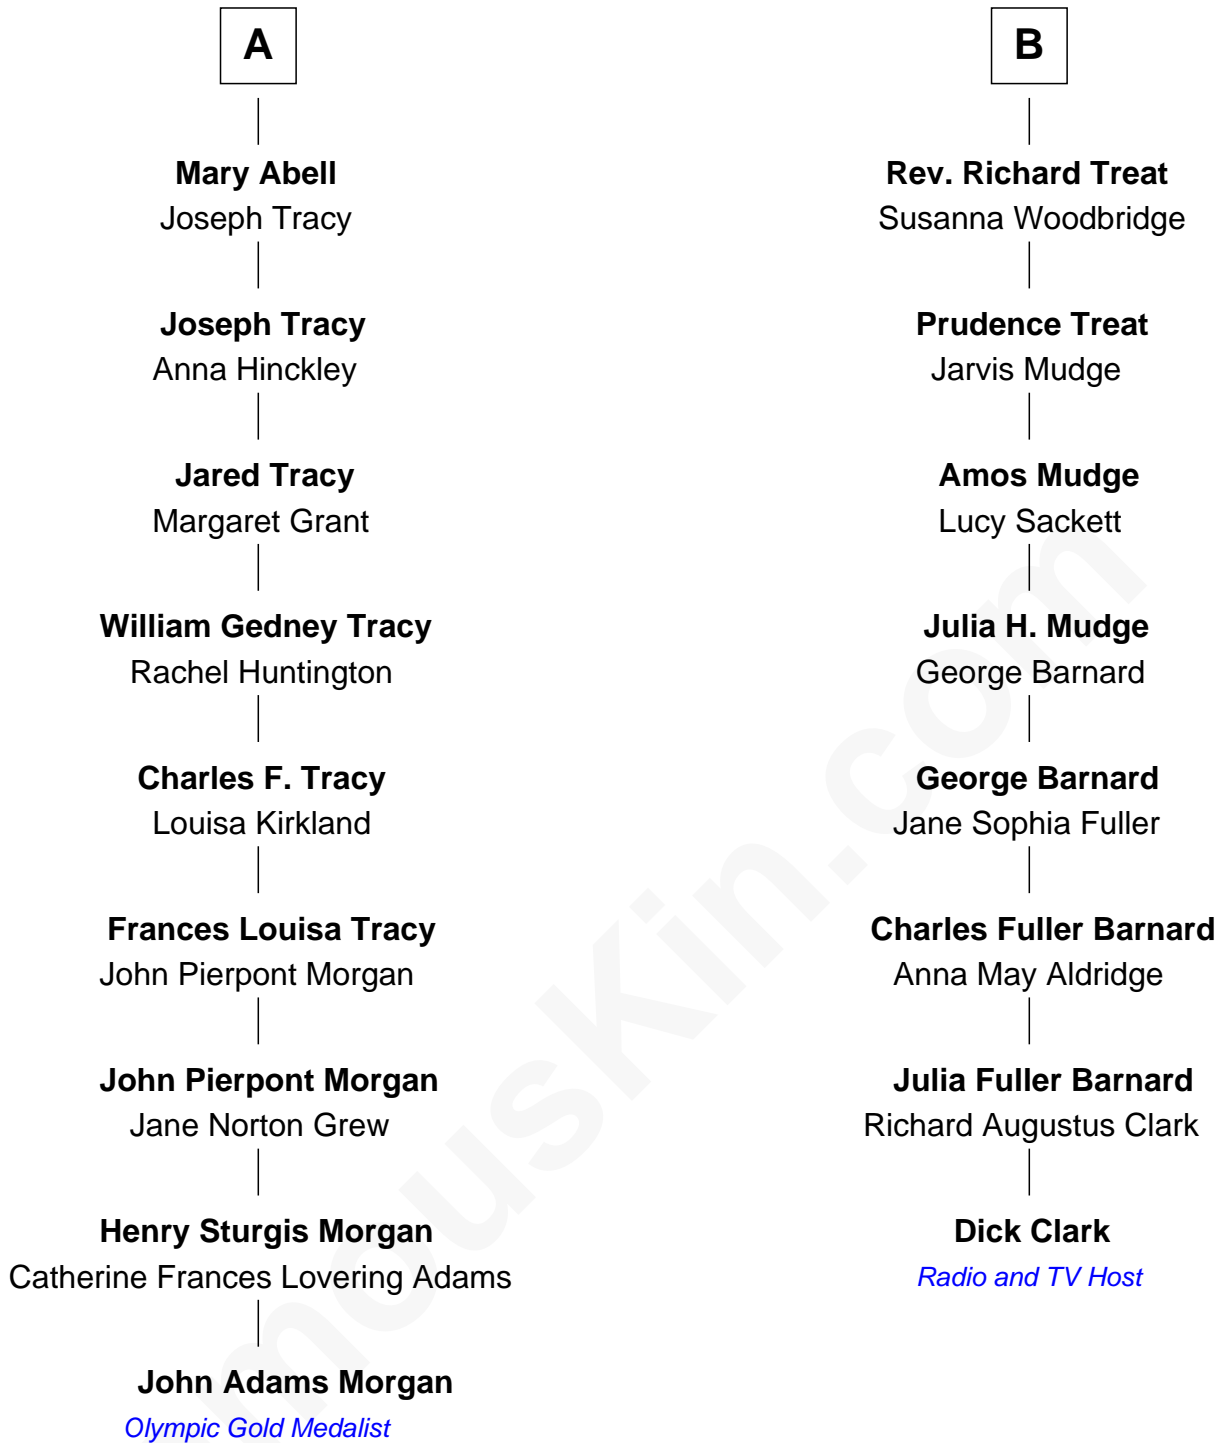 A
Mary Abell
Joseph Tracy
Joseph Tracy
Anna Hinckley
Jared Tracy
Margaret Grant
William Gedney Tracy
Rachel Huntington
Charles F. Tracy
Louisa Kirkland
Frances Louisa Tracy
John Pierpont Morgan
John Pierpont Morgan
Jane Norton Grew
Henry Sturgis Morgan
Catherine Frances Lovering Adams
John Adams Morgan
Olympic Gold Medalist
B
Rev. Richard Treat
Susanna Woodbridge
Prudence Treat
Jarvis Mudge
Amos Mudge
Lucy Sackett
Julia H. Mudge
George Barnard
George Barnard
Jane Sophia Fuller
Charles Fuller Barnard
Anna May Aldridge
Julia Fuller Barnard
Richard Augustus Clark
Dick Clark
Radio and TV Host
mousKin.com